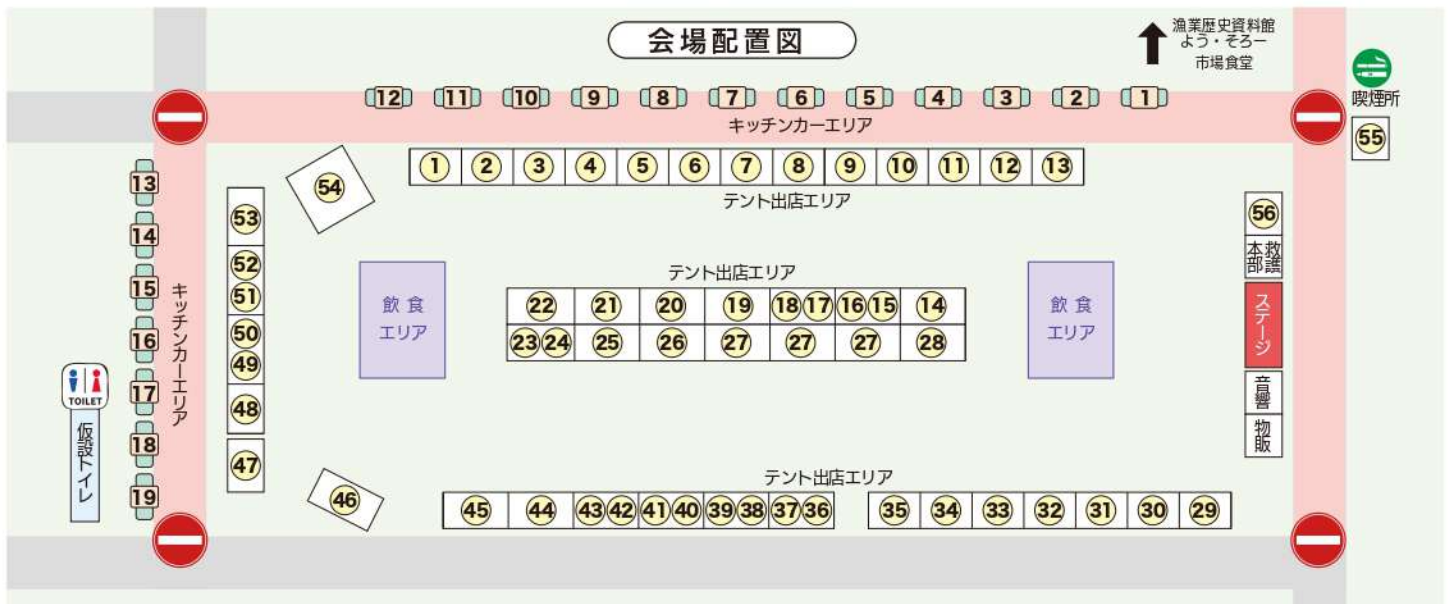 会場配置図
漁業歴史資料館
よう・そろー
市場食堂
喫煙所
55
12 11 10 9 8 7 6 5 4 3 2 1
キッチンカーエリア
1 2 3 4 5 6 7 8 9 10 11 12 13
テント出店エリア
13
14
15
16
17
18
19
キッチンカーエリア
TOILET
仮設トイレ
54
53
52
51
50
49
48
47
46
飲食
エリア
テント出店エリア
22 21 20 19 18 17 16 15 14
23 24 25 26 27 27 27 28
飲食
エリア
56
救護
本部
ステージ
音響
物販
テント出店エリア
45 44 43 42 41 40 39 38 37 36
35 34 33 32 31 30 29